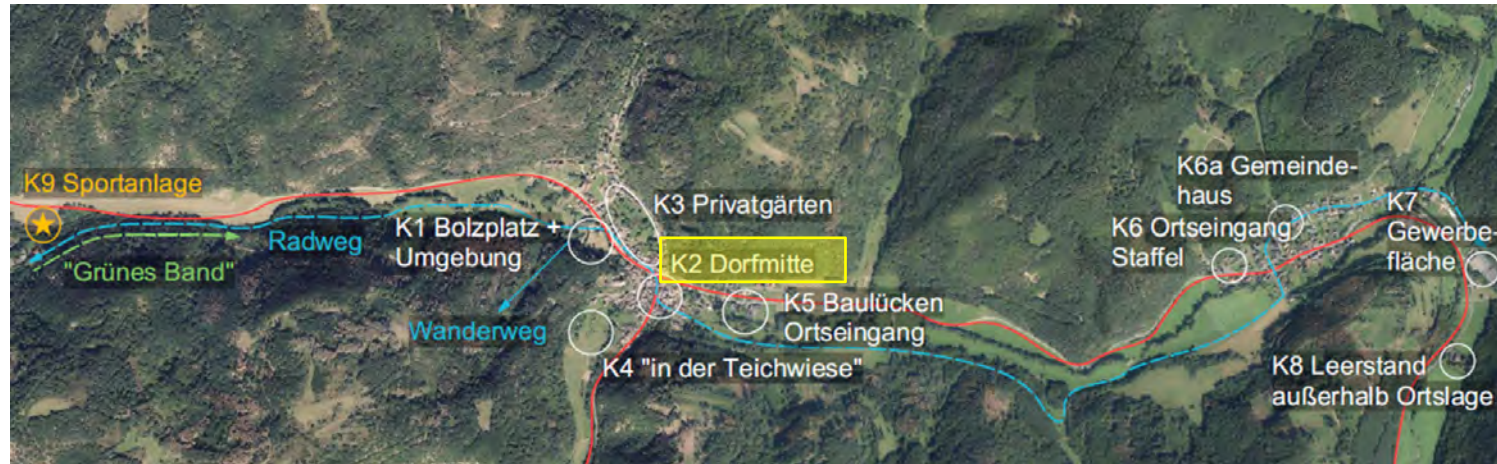 K9 Sportanlage
Radweg
"Grünes Band"
K1 Bolzplatz +
Umgebung
Wanderweg
K3 Privatgärten
K2 Dorfmitte
K5 Baulücken
Ortseingang
K4 "in der Teichwiese"
K6a Gemeinde-
haus
K6 Ortseingang
Staffel
K7
Gewerbe-
fläche
K8 Leerstand
außerhalb Ortslage